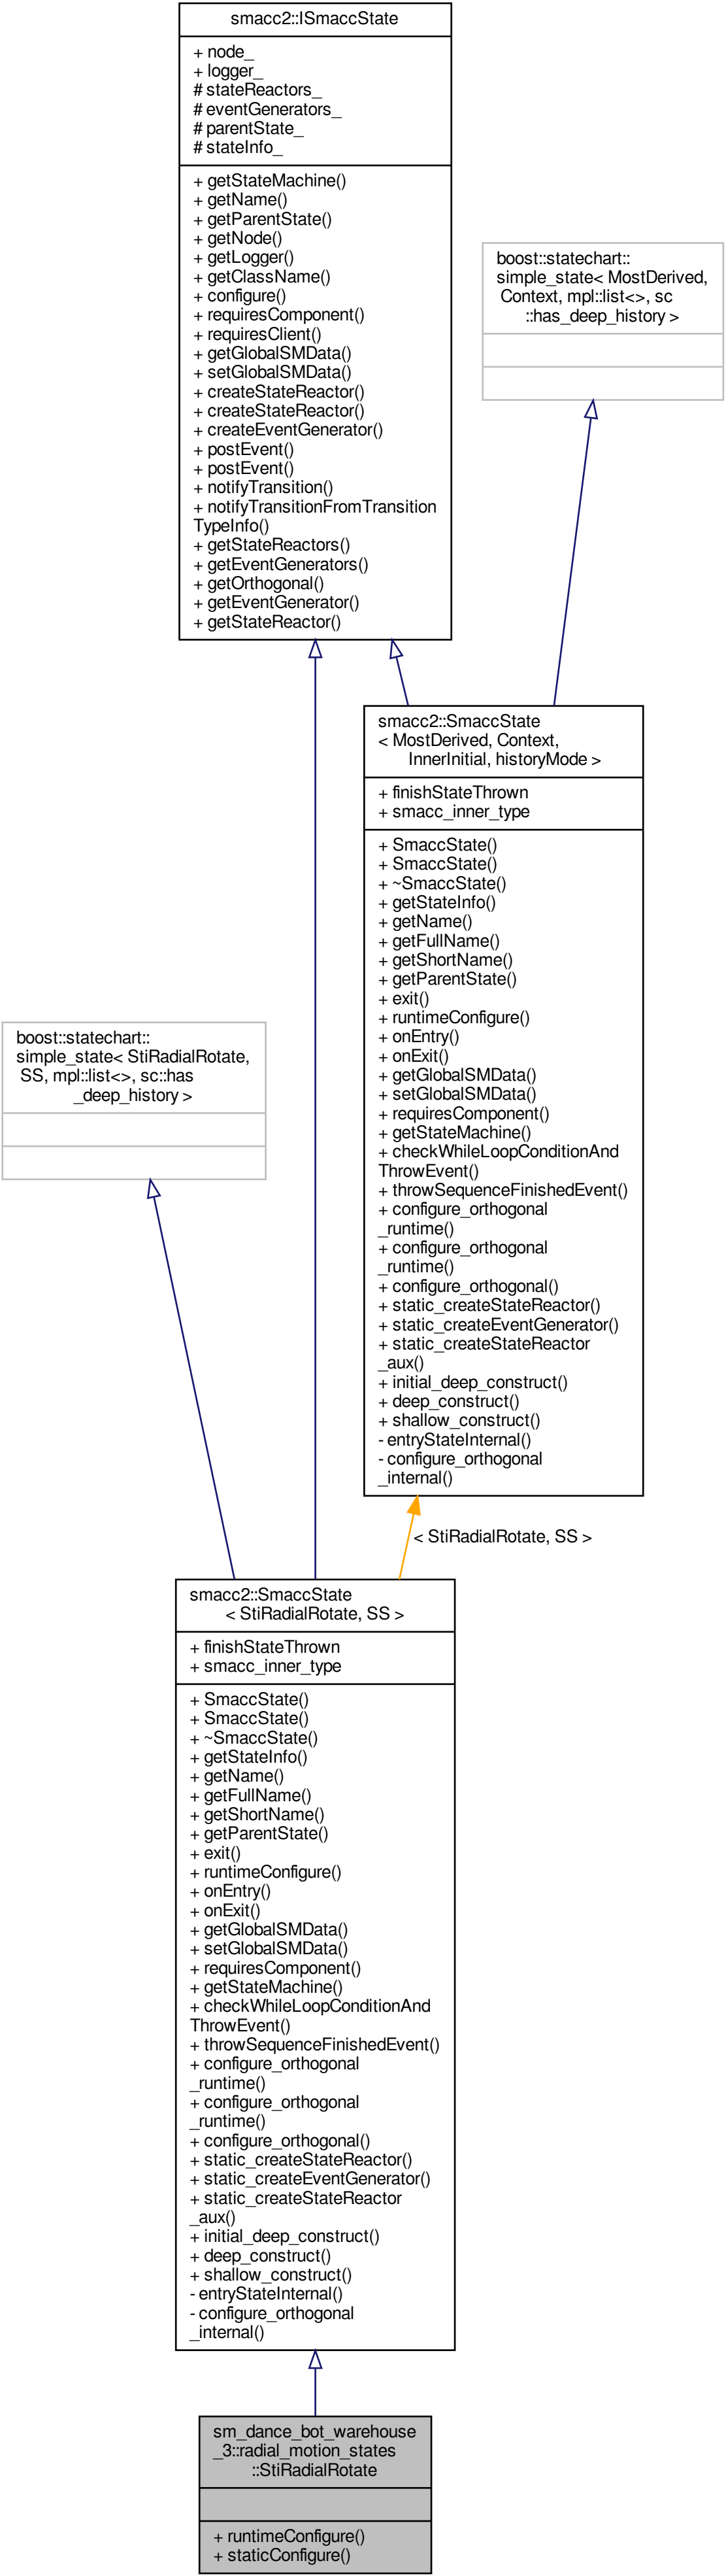 smacc2::ISmaccState
+ node_
+ logger_
# stateReactors_
# eventGenerators_
# parentState_
# stateInfo_
+ getStateMachine()
+ getName()
+ getParentState()
+ getNode()
+ getLogger()
+ getClassName()
+ configure()
+ requiresComponent()
+ requiresClient()
+ getGlobalSMData()
+ setGlobalSMData()
+ createStateReactor()
+ createStateReactor()
+ createEventGenerator()
+ postEvent()
+ postEvent()
+ notifyTransition()
+ notifyTransitionFromTransition
TypeInfo()
+ getStateReactors()
+ getEventGenerators()
+ getOrthogonal()
+ getEventGenerator()
+ getStateReactor()
boost::statechart::
simple_state< MostDerived,
Context, mpl::list<>, sc
::has_deep_history >
smacc2::SmaccState
< MostDerived, Context,
InnerInitial, historyMode >
+ finishStateThrown
+ smacc_inner_type
+ SmaccState()
+ SmaccState()
+ ~SmaccState()
+ getStateInfo()
+ getName()
+ getFullName()
+ getShortName()
+ getParentState()
+ exit()
+ runtimeConfigure()
+ onEntry()
+ onExit()
+ getGlobalSMData()
+ setGlobalSMData()
+ requiresComponent()
+ getStateMachine()
+ checkWhileLoopConditionAnd
ThrowEvent()
+ throwSequenceFinishedEvent()
+ configure_orthogonal
_runtime()
+ configure_orthogonal
_runtime()
+ configure_orthogonal()
+ static_createStateReactor()
+ static_createEventGenerator()
+ static_createStateReactor
_aux()
+ initial_deep_construct()
+ deep_construct()
+ shallow_construct()
- entryStateInternal()
- configure_orthogonal
_internal()
boost::statechart::
simple_state< StiRadialRotate,
SS, mpl::list<>, sc::has
_deep_history >
< StiRadialRotate, SS >
smacc2::SmaccState
< StiRadialRotate, SS >
+ finishStateThrown
+ smacc_inner_type
+ SmaccState()
+ SmaccState()
+ ~SmaccState()
+ getStateInfo()
+ getName()
+ getFullName()
+ getShortName()
+ getParentState()
+ exit()
+ runtimeConfigure()
+ onEntry()
+ onExit()
+ getGlobalSMData()
+ setGlobalSMData()
+ requiresComponent()
+ getStateMachine()
+ checkWhileLoopConditionAnd
ThrowEvent()
+ throwSequenceFinishedEvent()
+ configure_orthogonal
_runtime()
+ configure_orthogonal
_runtime()
+ configure_orthogonal()
+ static_createStateReactor()
+ static_createEventGenerator()
+ static_createStateReactor
_aux()
+ initial_deep_construct()
+ deep_construct()
+ shallow_construct()
- entryStateInternal()
- configure_orthogonal
_internal()
sm_dance_bot_warehouse
_3::radial_motion_states
::StiRadialRotate
+ runtimeConfigure()
+ staticConfigure()